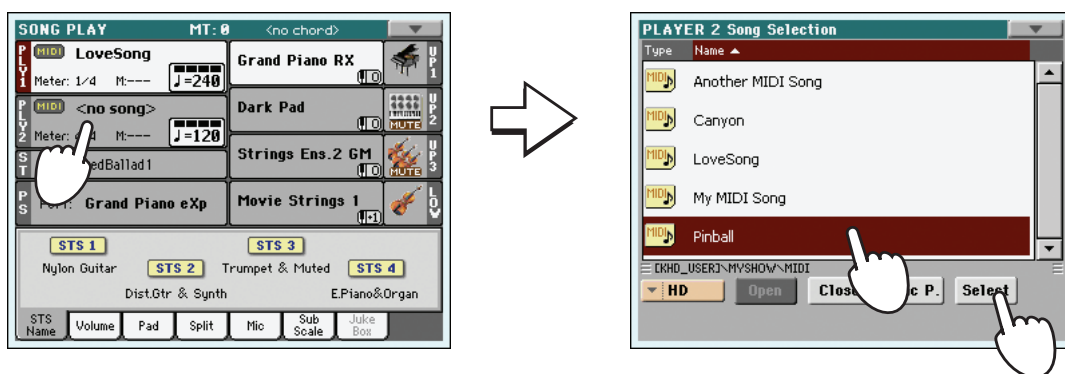 SONG PLAY MT: 0 <no chord>
PLY1 MIDI LoveSong
Meter: 1/4 M:--- ♩=240
Grand Piano RX 0 UP1
PLY2 MIDI <no song>
Meter: M:--- ♩=120
Dark Pad 0 MUTE UP2
ST edBallad1
Strings Ens.2 GM 0 MUTE UP3
PS Grand Piano eXp
Movie Strings 1 +1 LOW
STS 1 STS 3
Nylon Guitar STS 2 Trumpet & Muted STS 4
Dist.Gtr & Synth E.Piano&Organ
STS Name Volume Pad Split Mic Sub Scale Juke Box
PLAYER 2 Song Selection
Type Name
MIDI Another MIDI Song
MIDI Canyon
MIDI LoveSong
MIDI My MIDI Song
MIDI Pinball
[KHD_USER]\MYSHOW\MIDI
HD Open Close c P. Select